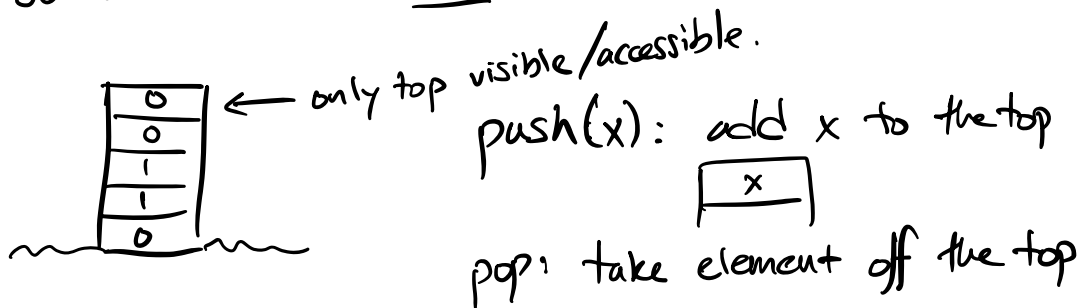 only top visible/accessible.
0
0
1
1
0
push(x): add x to the top
x
pop: take element off the top